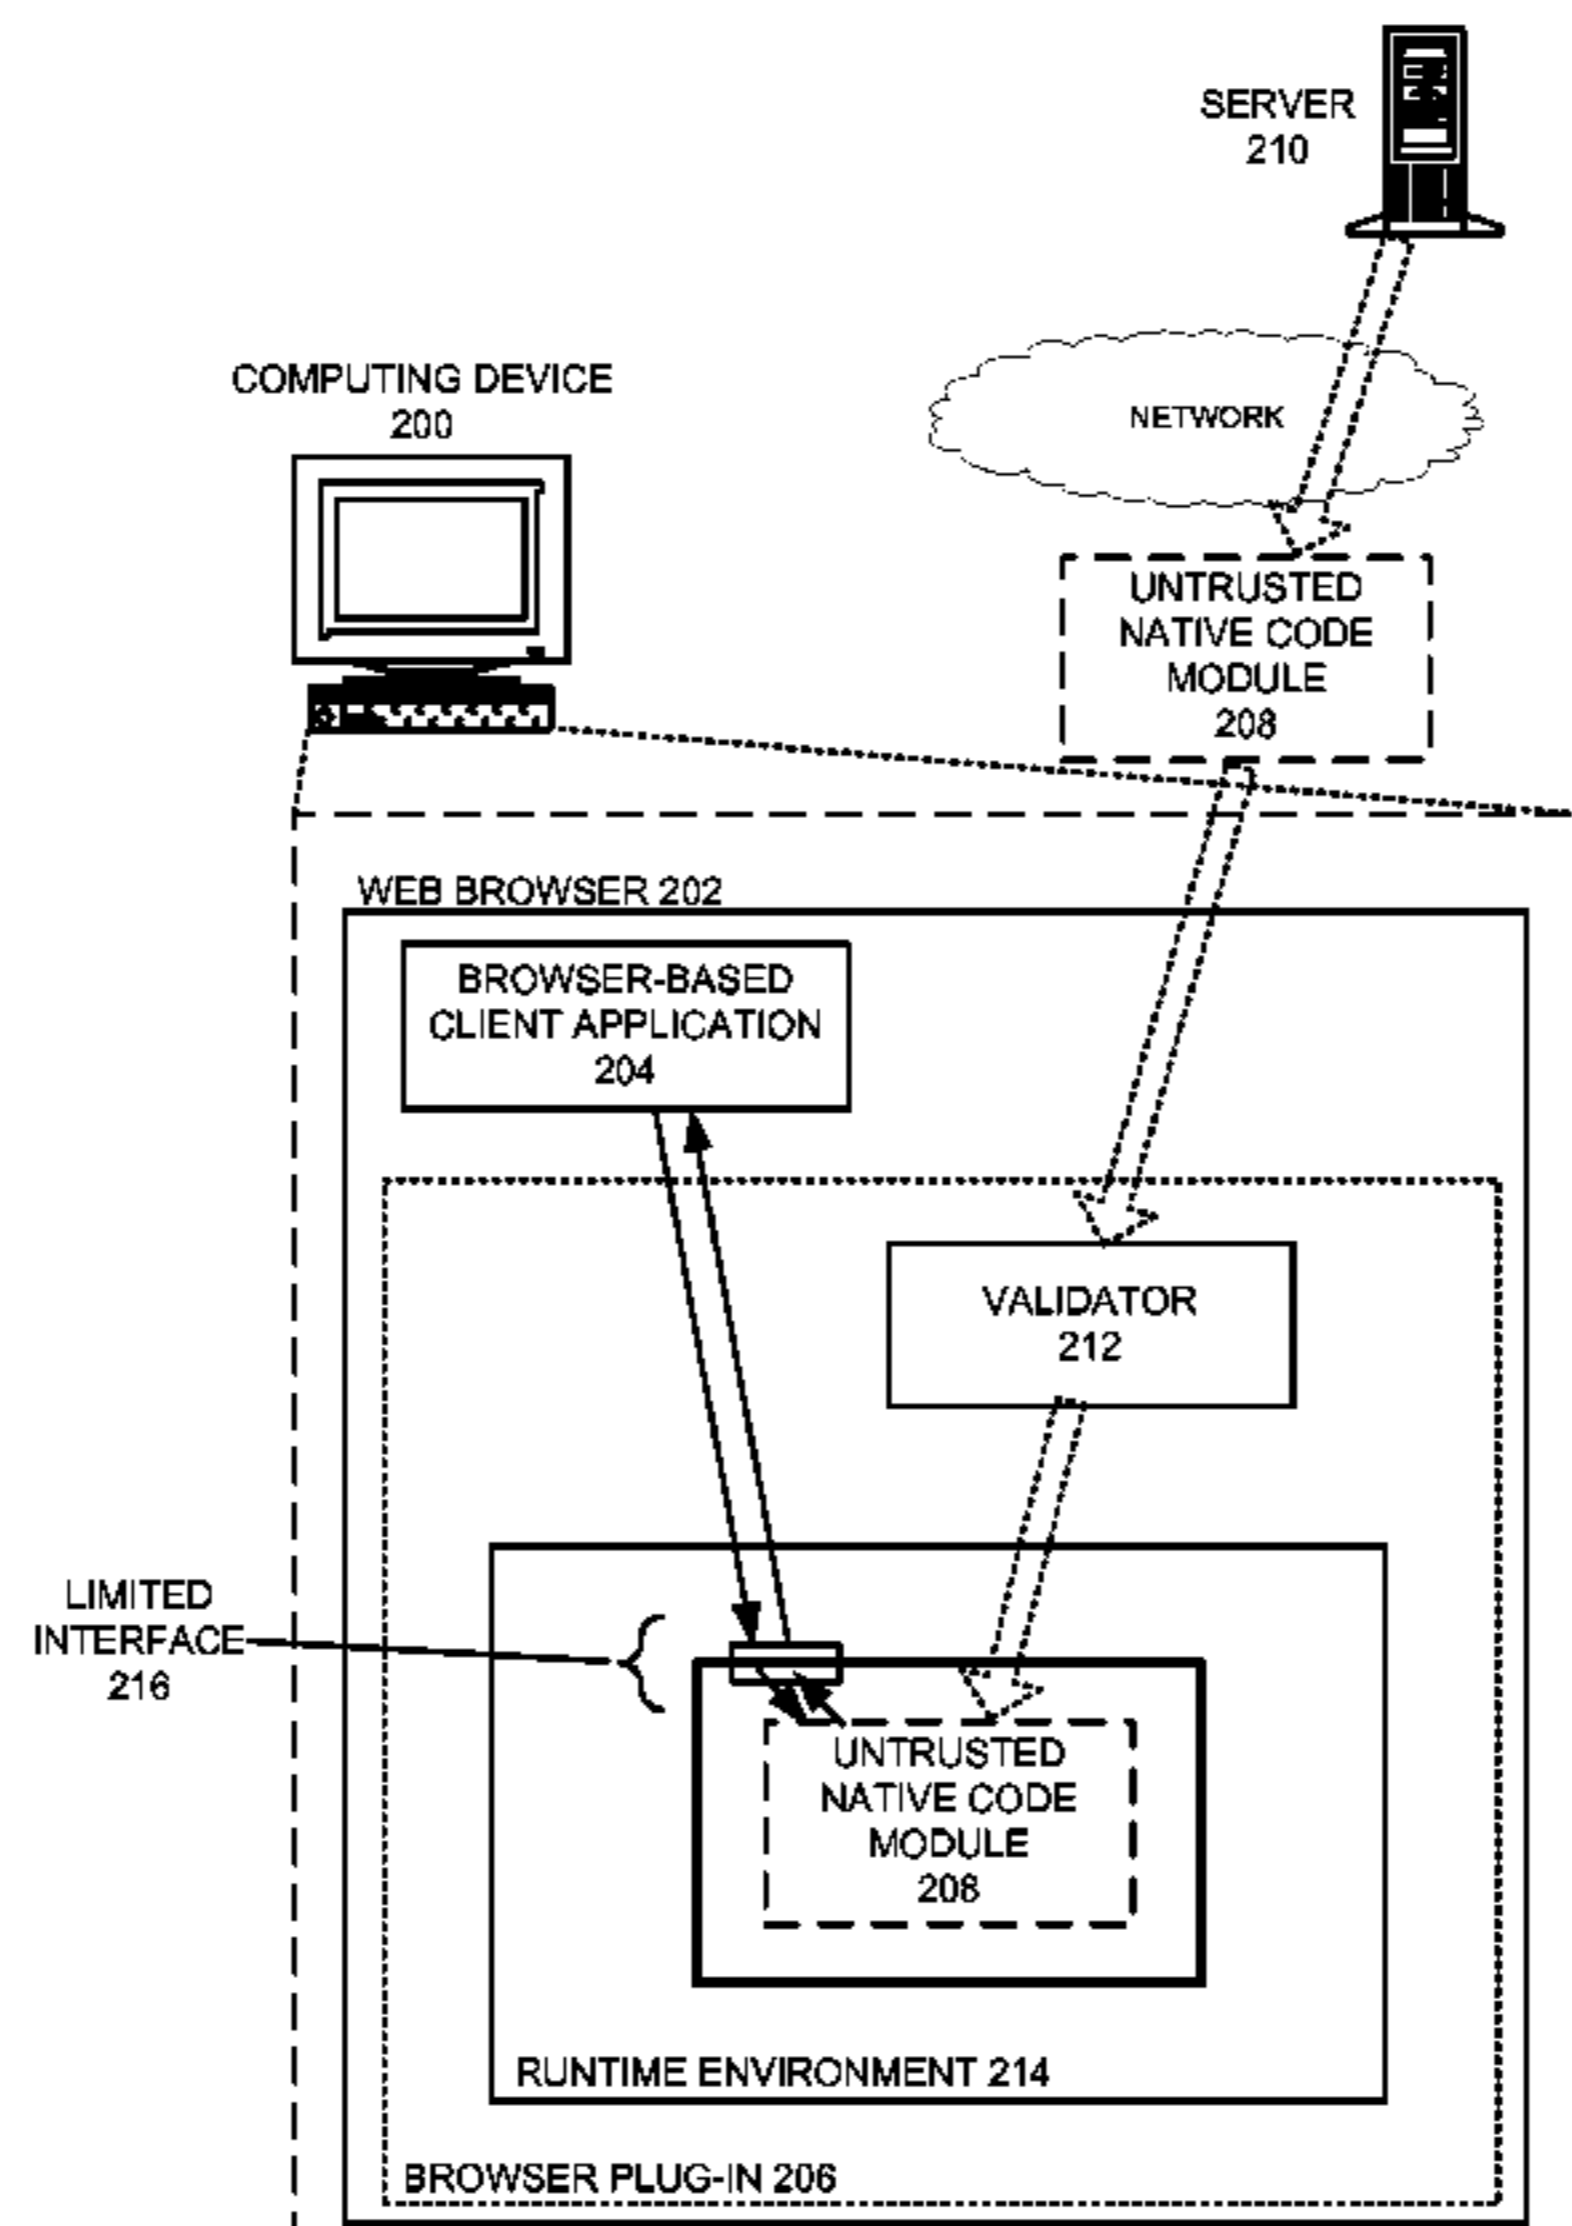 SERVER
210
COMPUTING DEVICE
200
NETWORK
UNTRUSTED
NATIVE CODE
MODULE
208
WEB BROWSER 202
BROWSER-BASED
CLIENT APPLICATION
204
VALIDATOR
212
LIMITED
INTERFACE
216
UNTRUSTED
NATIVE CODE
MODULE
208
RUNTIME ENVIRONMENT 214
BROWSER PLUG-IN 206